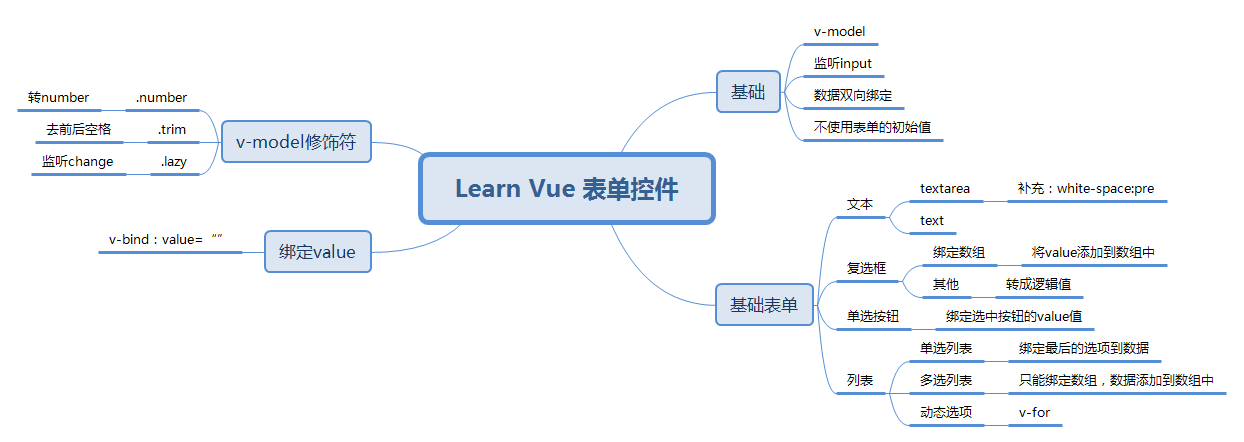 Learn Vue 表单控件
基础
v-model
监听input
数据双向绑定
不使用表单的初始值
基础表单
文本
textarea
补充：white-space:pre
text
复选框
绑定数组
将value添加到数组中
其他
转成逻辑值
单选按钮
绑定选中按钮的value值
列表
单选列表
绑定最后的选项到数据
多选列表
只能绑定数组，数据添加到数组中
动态选项
v-for
v-model修饰符
.number
转number
.trim
去前后空格
.lazy
监听change
绑定value
v-bind：value=“”